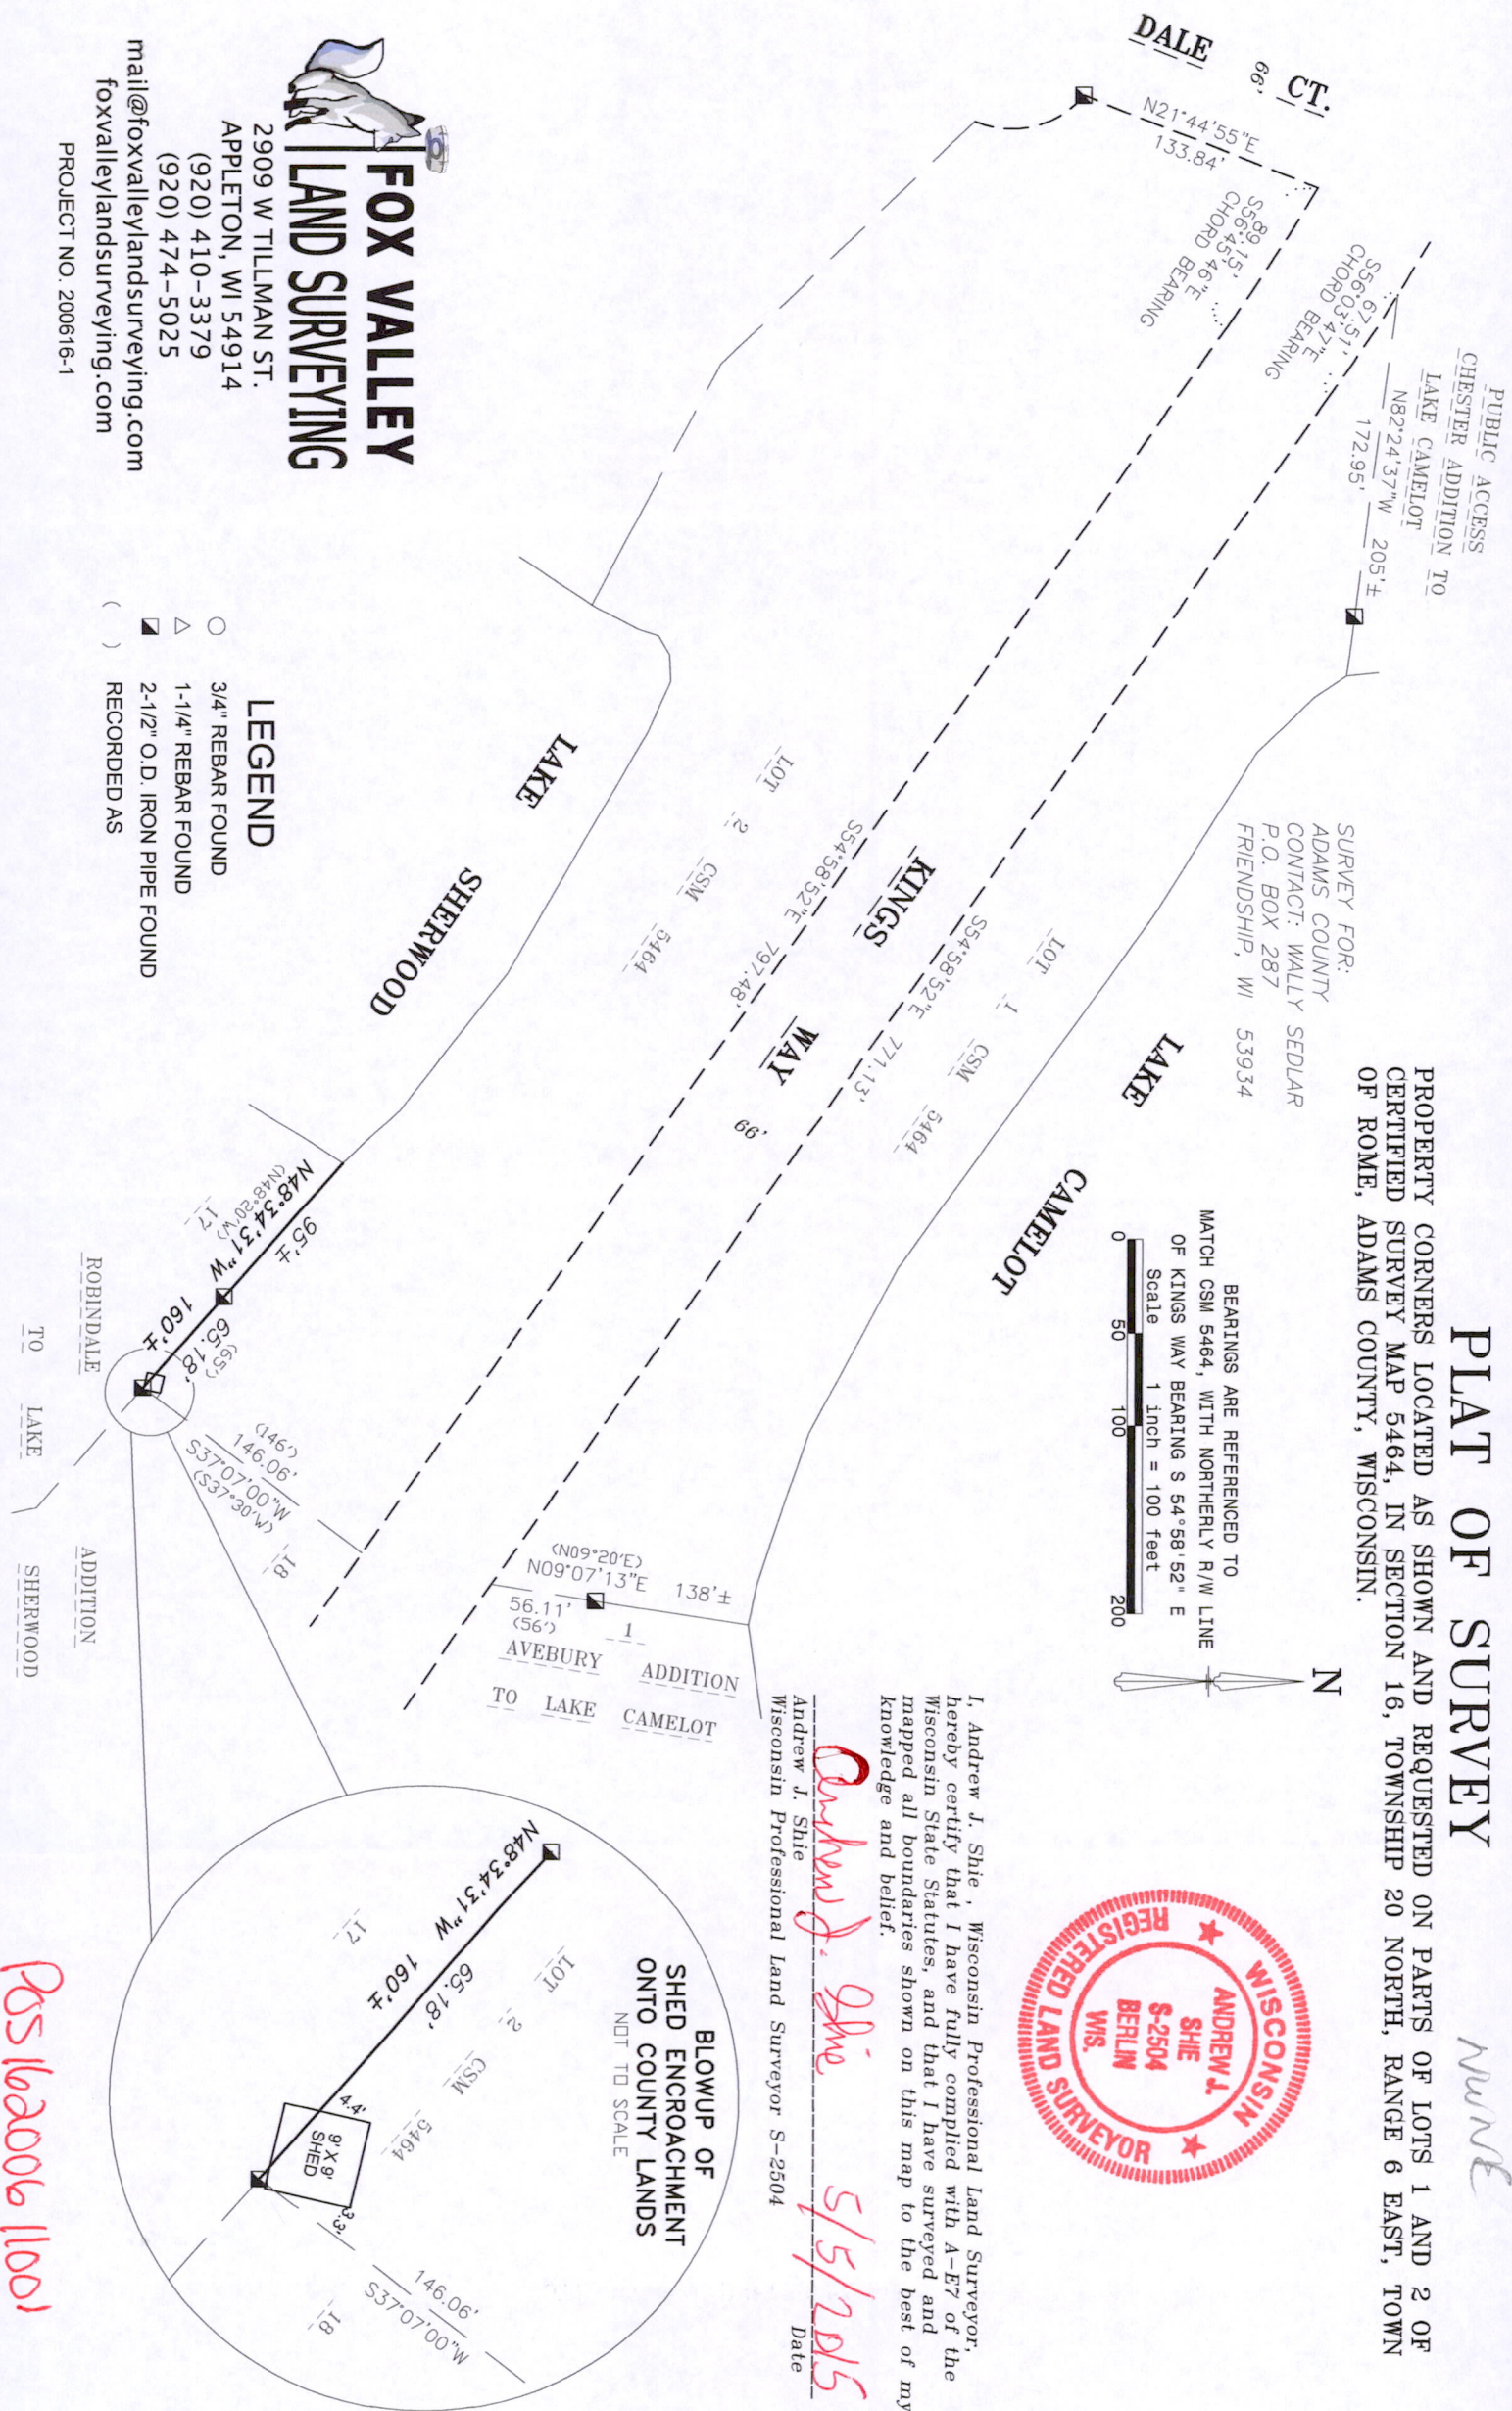 PLAT OF SURVEY
NWNE
PROPERTY CORNERS LOCATED AS SHOWN AND REQUESTED ON PARTS OF LOTS 1 AND 2 OF
CERTIFIED SURVEY MAP 5464, IN SECTION 16, TOWNSHIP 20 NORTH, RANGE 6 EAST, TOWN
OF ROME, ADAMS COUNTY, WISCONSIN.
PUBLIC ACCESS
CHESTER ADDITION TO
LAKE CAMELOT
N82°24'37"W 205'±
172.95'
SURVEY FOR:
ADAMS COUNTY
CONTACT: WALLY SEDLAR
P.O. BOX 287
FRIENDSHIP, WI 53934
BEARINGS ARE REFERENCED TO
MATCH CSM 5464, WITH NORTHERLY R/W LINE
OF KINGS WAY BEARING S 54°58'52" E
Scale 1 inch = 100 feet
0 50 100 200
N
WISCONSIN
REGISTERED LAND SURVEYOR
ANDREW J.
SHIE
S-2504
BERLIN
WIS.
DALE CT.
66'
N21°44'55"E
133.84'
89.15'
S56°45'46"E
CHORD BEARING
67.51'
S56°03'47"E
CHORD BEARING
LAKE CAMELOT
LOT 1 CSM 5464
S54°58'52"E 771.13'
KINGS WAY
66'
S54°58'52"E 797.48'
LOT 2 CSM 5464
LAKE SHERWOOD
I, Andrew J. Shie , Wisconsin Professional Land Surveyor,
hereby certify that I have fully complied with A-E7 of the
Wisconsin State Statutes, and that I have surveyed and
mapped all boundaries shown on this map to the best of my
knowledge and belief.
Andrew J. Shie 5/5/2015
Andrew J. Shie Date
Wisconsin Professional Land Surveyor S-2504
(N09°20'E)
N09°07'13"E 138'±
56.11'
(56')
1
AVEBURY ADDITION
TO LAKE CAMELOT
95'±
N48°34'31"W
(N48°20'W)
17
(65')
65.18'
160'±
(146')
146.06'
S37°07'00"W
(S37°30'W)
18
ROBINDALE ADDITION
TO LAKE SHERWOOD
BLOWUP OF
SHED ENCROACHMENT
ONTO COUNTY LANDS
NOT TO SCALE
LOT 2 CSM 5464
N48°34'31"W 65.18'
160'±
17
4.4'
9' X 9'
SHED
3.3'
146.06'
S37°07'00"W
18
FOX VALLEY
LAND SURVEYING
2909 W TILLMAN ST.
APPLETON, WI 54914
(920) 410-3379
(920) 474-5025
mail@foxvalleylandsurveying.com
foxvalleylandsurveying.com
PROJECT NO. 200616-1
LEGEND
3/4" REBAR FOUND
1-1/4" REBAR FOUND
2-1/2" O.D. IRON PIPE FOUND
( ) RECORDED AS
POS 162006 11001